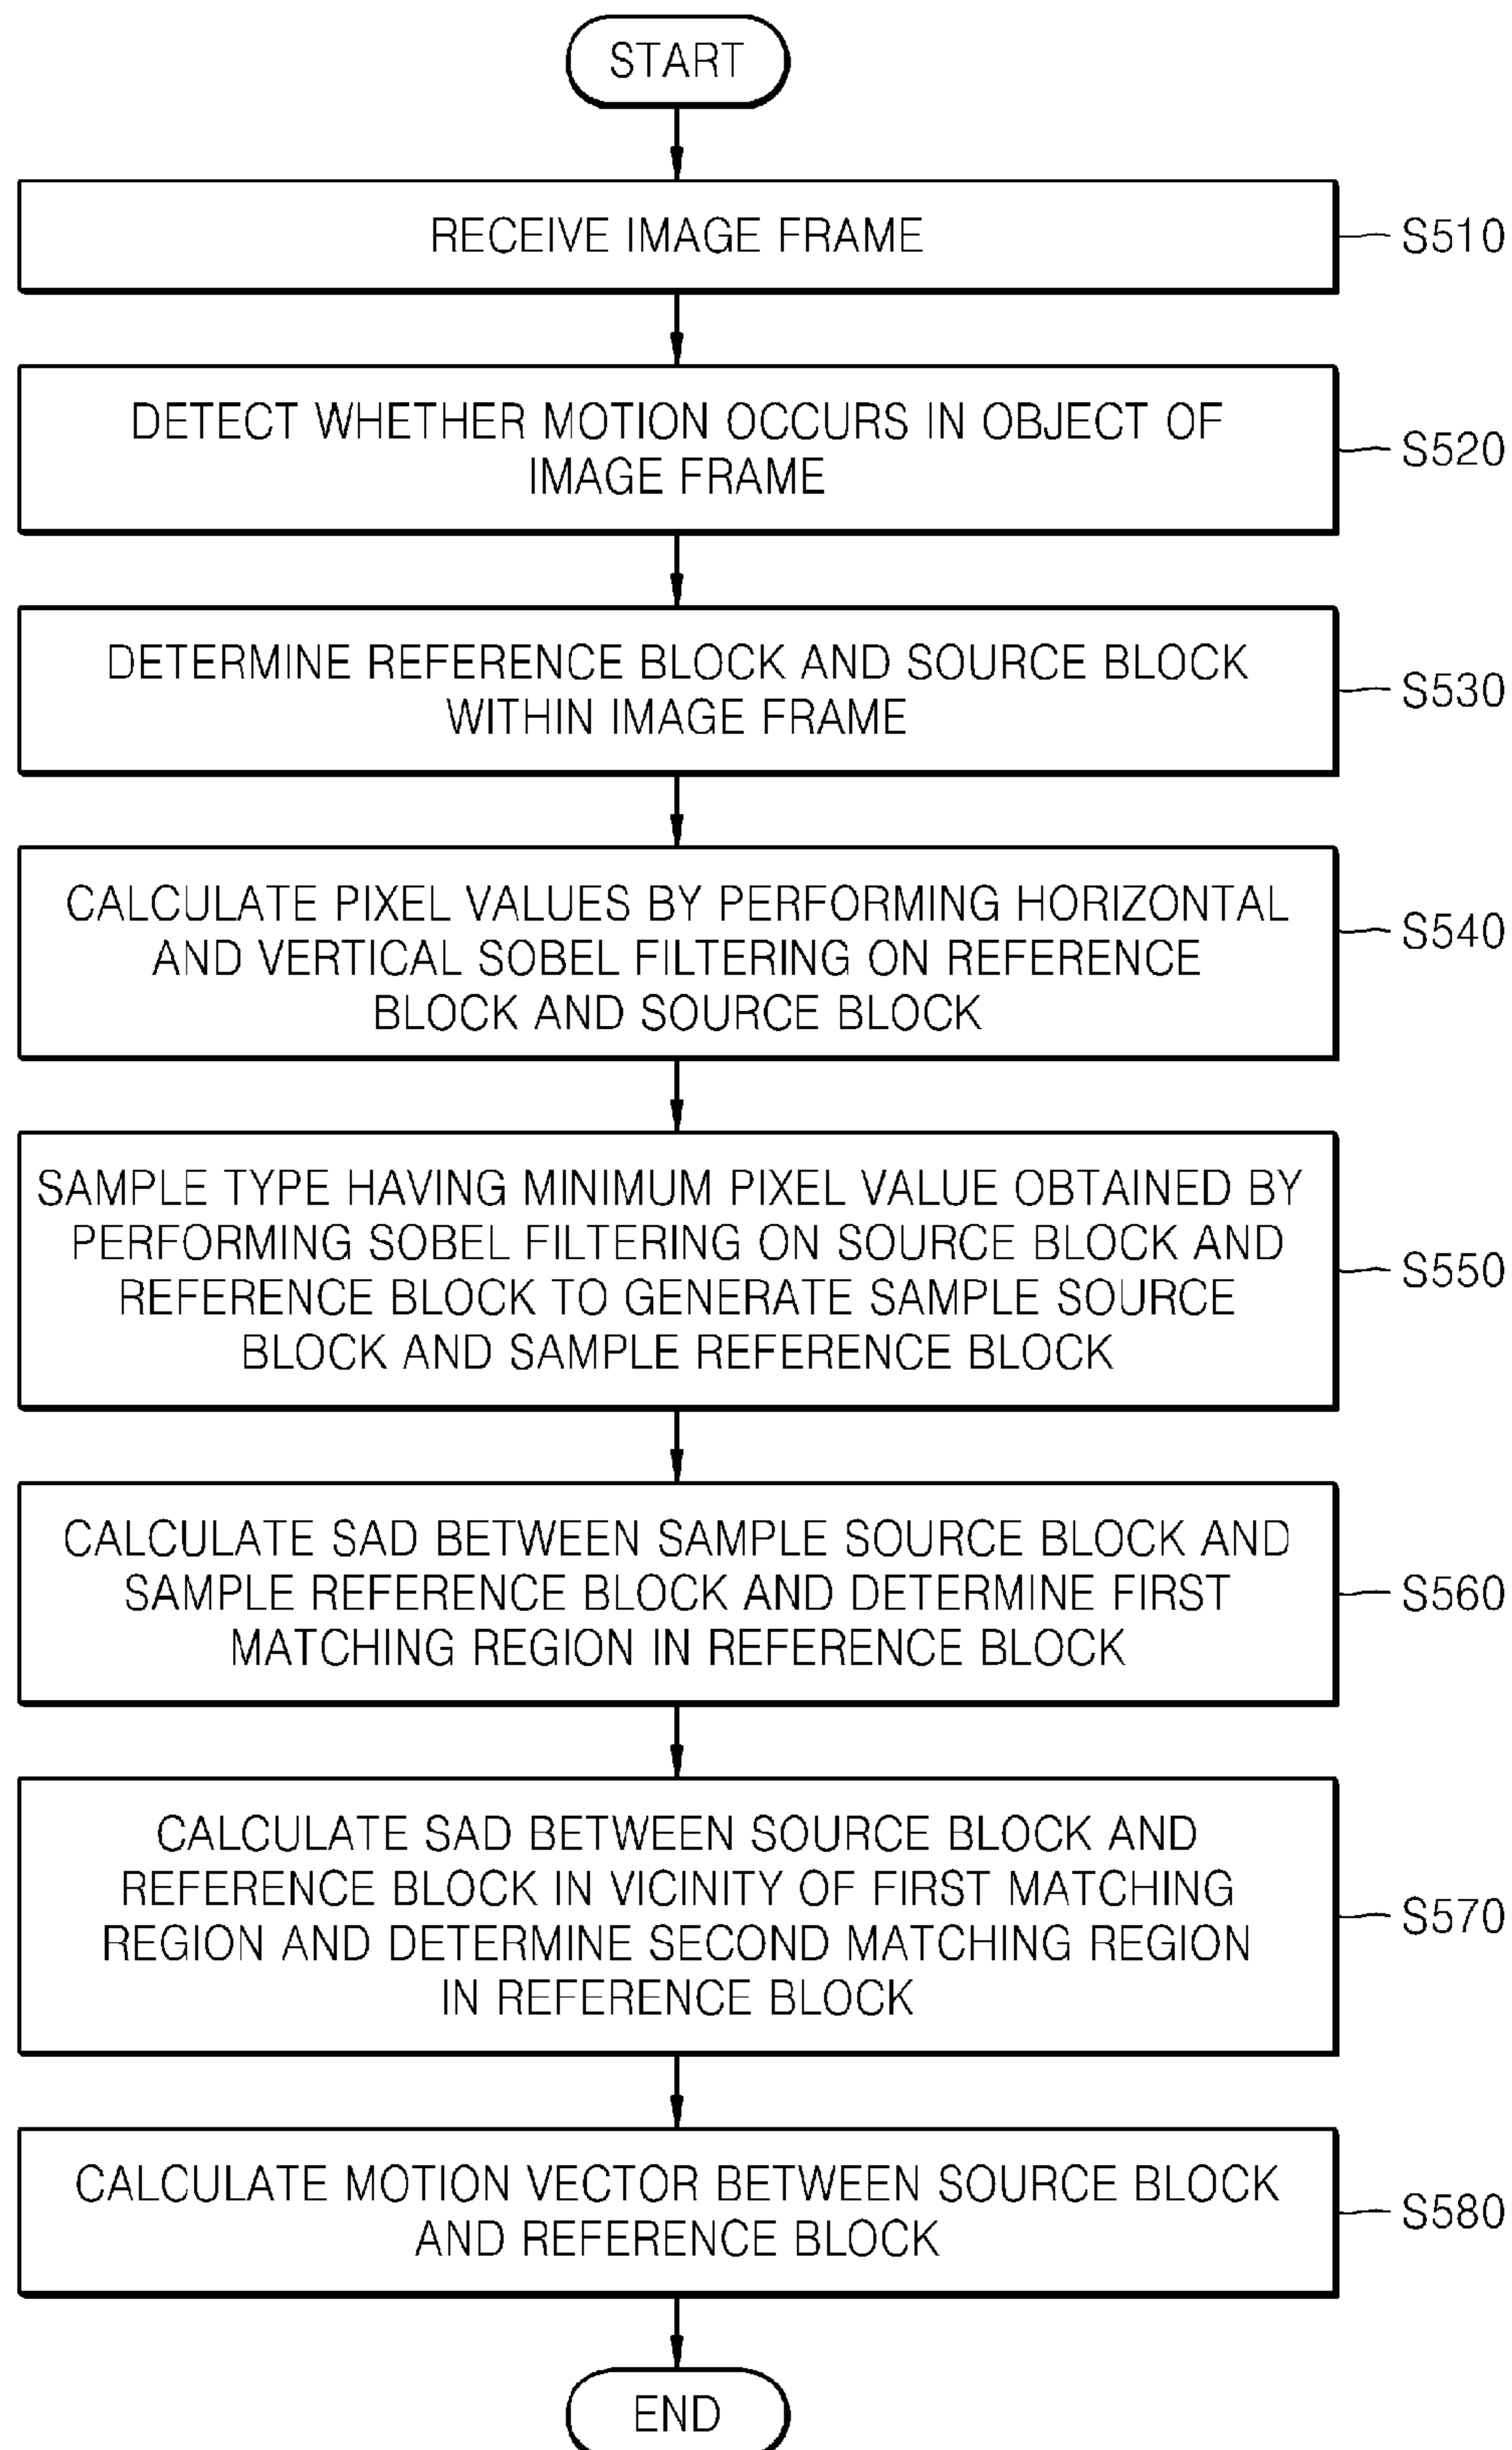 START
RECEIVE IMAGE FRAME
S510
DETECT WHETHER MOTION OCCURS IN OBJECT OF
IMAGE FRAME
S520
DETERMINE REFERENCE BLOCK AND SOURCE BLOCK
WITHIN IMAGE FRAME
S530
CALCULATE PIXEL VALUES BY PERFORMING HORIZONTAL
AND VERTICAL SOBEL FILTERING ON REFERENCE
BLOCK AND SOURCE BLOCK
S540
SAMPLE TYPE HAVING MINIMUM PIXEL VALUE OBTAINED BY
PERFORMING SOBEL FILTERING ON SOURCE BLOCK AND
REFERENCE BLOCK TO GENERATE SAMPLE SOURCE
BLOCK AND SAMPLE REFERENCE BLOCK
S550
CALCULATE SAD BETWEEN SAMPLE SOURCE BLOCK AND
SAMPLE REFERENCE BLOCK AND DETERMINE FIRST
MATCHING REGION IN REFERENCE BLOCK
S560
CALCULATE SAD BETWEEN SOURCE BLOCK AND
REFERENCE BLOCK IN VICINITY OF FIRST MATCHING
REGION AND DETERMINE SECOND MATCHING REGION
IN REFERENCE BLOCK
S570
CALCULATE MOTION VECTOR BETWEEN SOURCE BLOCK
AND REFERENCE BLOCK
S580
END